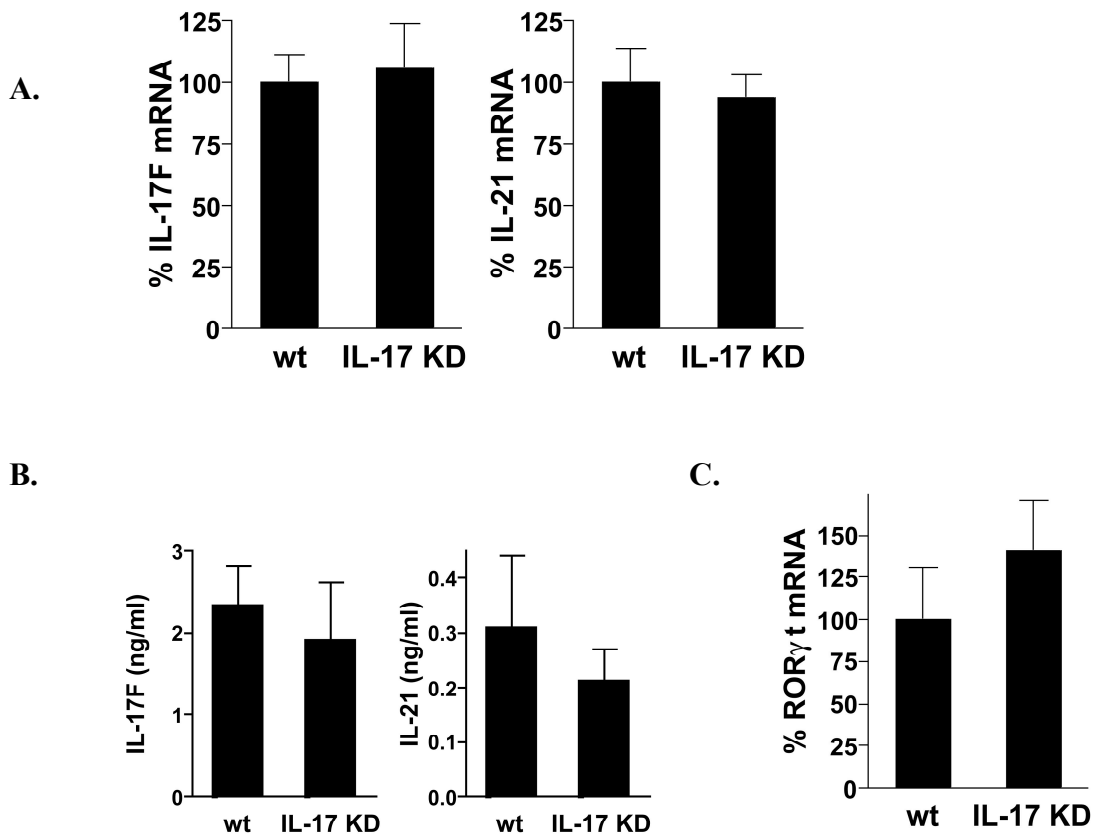 A.
% IL-17F mRNA
125
100
75
50
25
0
wt IL-17 KD
% IL-21 mRNA
125
100
75
50
25
0
wt IL-17 KD
B.
IL-17F (ng/ml)
3
2
1
0
wt IL-17 KD
IL-21 (ng/ml)
0.4
0.3
0.2
0.1
0.0
wt IL-17 KD
C.
% RORγ t mRNA
150
125
100
75
50
25
0
wt IL-17 KD